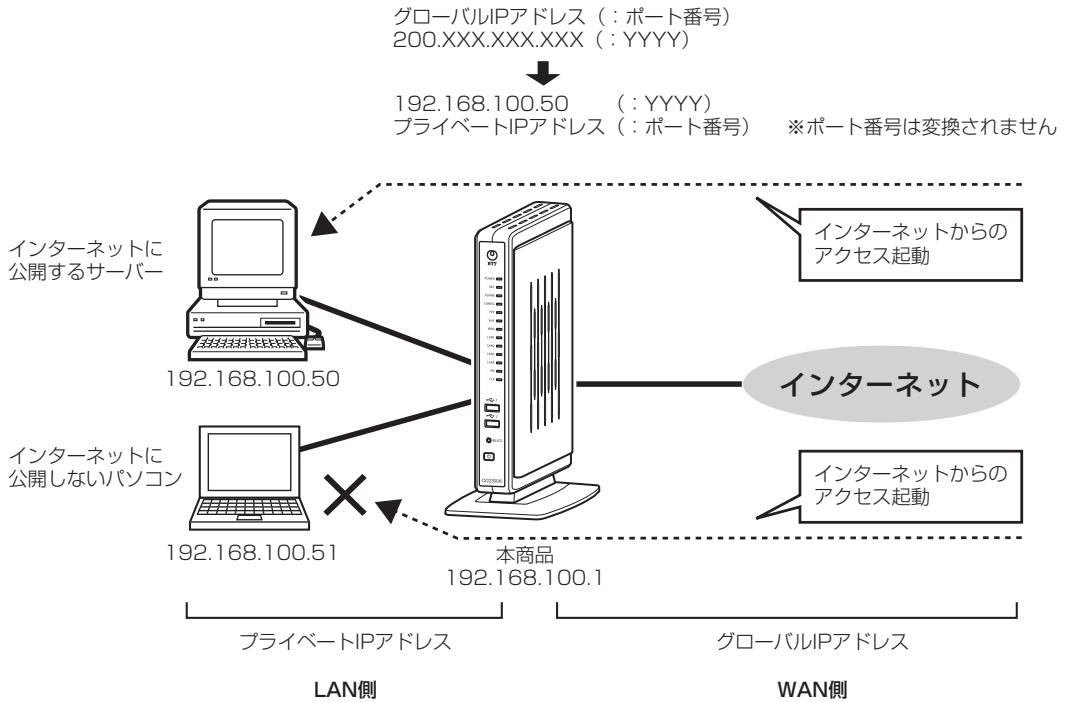 グローバルIPアドレス（：ポート番号）
200.XXX.XXX.XXX（：YYYY）
192.168.100.50　　（：YYYY）
プライベートIPアドレス（：ポート番号）　※ポート番号は変換されません
インターネットに
公開するサーバー
192.168.100.50
インターネットからの
アクセス起動
インターネット
インターネットに
公開しないパソコン
192.168.100.51
インターネットからの
アクセス起動
本商品
192.168.100.1
プライベートIPアドレス
グローバルIPアドレス
LAN側
WAN側